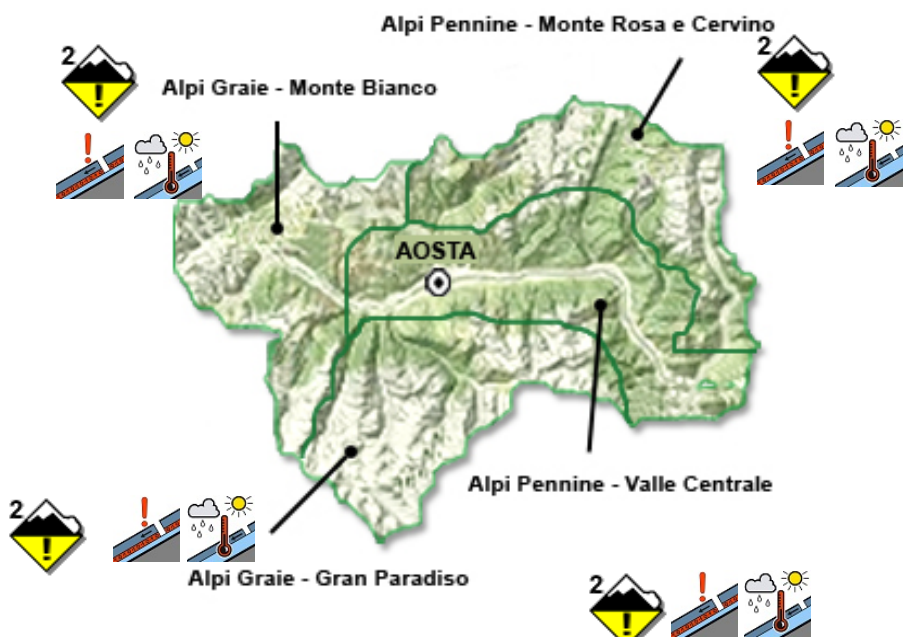 Alpi Pennine - Monte Rosa e Cervino
2
2
Alpi Graie - Monte Bianco
AOSTA
Alpi Pennine - Valle Centrale
2
Alpi Graie - Gran Paradiso
2